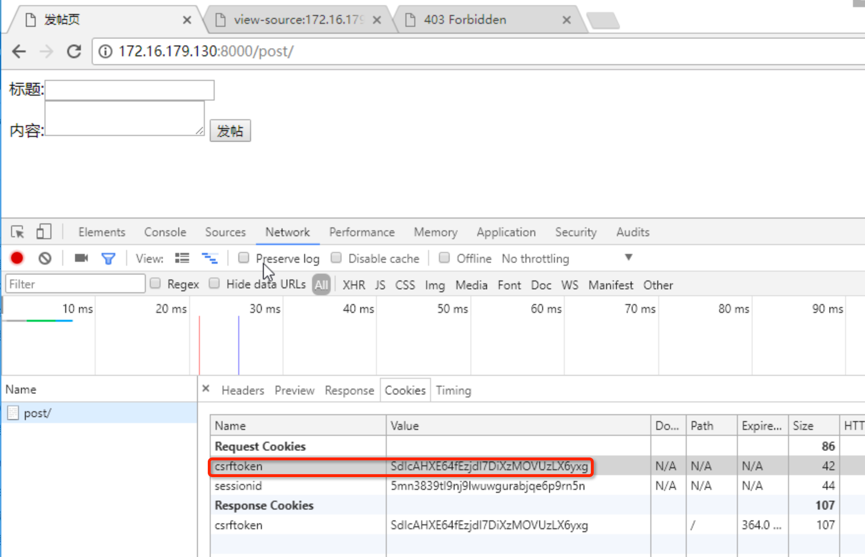 发帖页 view-source:172.16.179 403 Forbidden
172.16.179.130:8000/post/
标题:
内容: 发帖
Elements Console Sources Network Performance Memory Application Security Audits
View: Preserve log Disable cache Offline No throttling
Filter Regex Hide data URLs All XHR JS CSS Img Media Font Doc WS Manifest Other
10 ms 20 ms 30 ms 40 ms 50 ms 60 ms 70 ms 80 ms 90 ms
Name Headers Preview Response Cookies Timing
post/
Name Value Do... Path Expire... Size HTT
Request Cookies 86
csrftoken SdlcAHXE64fEzjdI7DiXzMOVUzLX6yxg N/A N/A N/A 42
sessionid 5mn3839tl9nj9lwuwgurabjqe6p9rn5n N/A N/A N/A 44
Response Cookies 107
csrftoken SdlcAHXE64fEzjdI7DiXzMOVUzLX6yxg / 364.0 ... 107